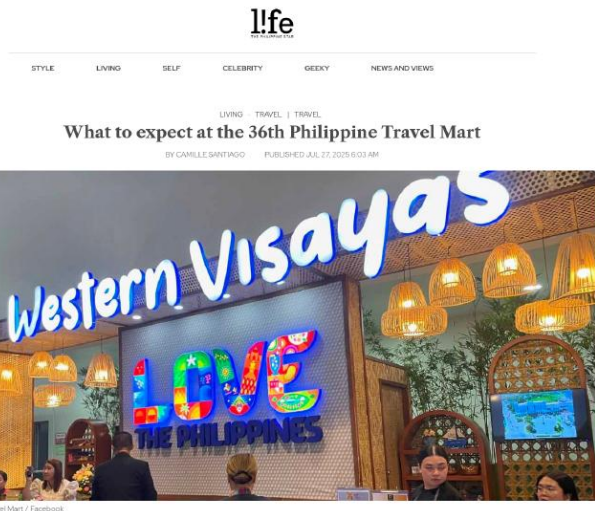 l!fe
THE PHILIPPINE STAR
STYLE LIVING SELF CELEBRITY GEEKY NEWS AND VIEWS
LIVING - TRAVEL | TRAVEL
What to expect at the 36th Philippine Travel Mart
BY CAMILLE SANTIAGO PUBLISHED JUL 27, 2025 6:03 AM
Western Visayas
LOVE
THE PHILIPPINES
el Mart / Facebook